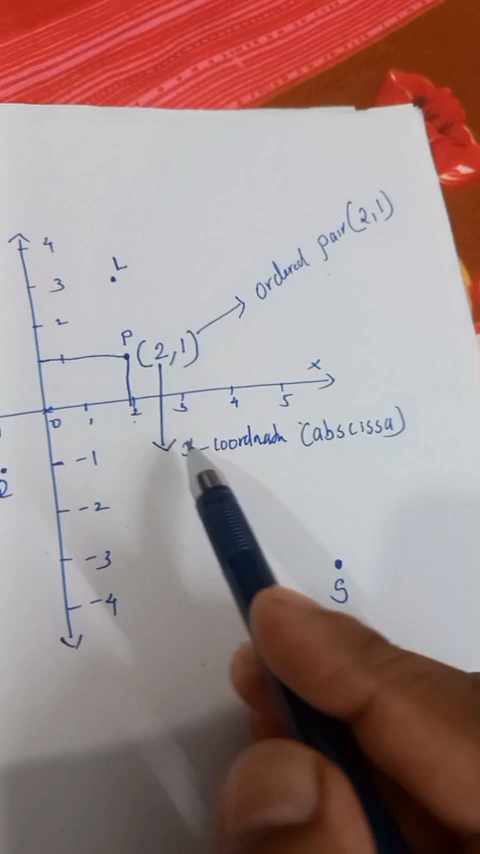 4
L
3
ordered pair(2,1)
2
P
(2,1)
1
X
0 1 2 3 4 5
x-coordnash (abscissa)
-1
-2
-3
S
-4